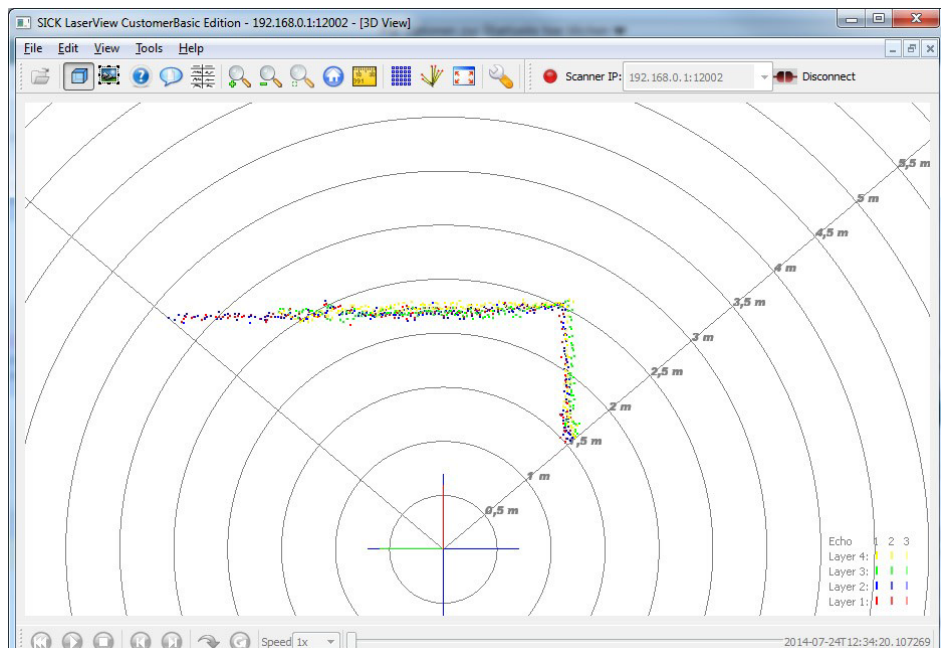 SICK LaserView CustomerBasic Edition - 192.168.0.1:12002 - [3D View]
File Edit View Tools Help
Scanner IP: 192.168.0.1:12002 Disconnect
5,5 m
5 m
4,5 m
4 m
3,5 m
3 m
2,5 m
2 m
1,5 m
1 m
0,5 m
Echo 1 2 3
Layer 4:
Layer 3:
Layer 2:
Layer 1:
Speed 1x 2014-07-24T12:34:20.107269